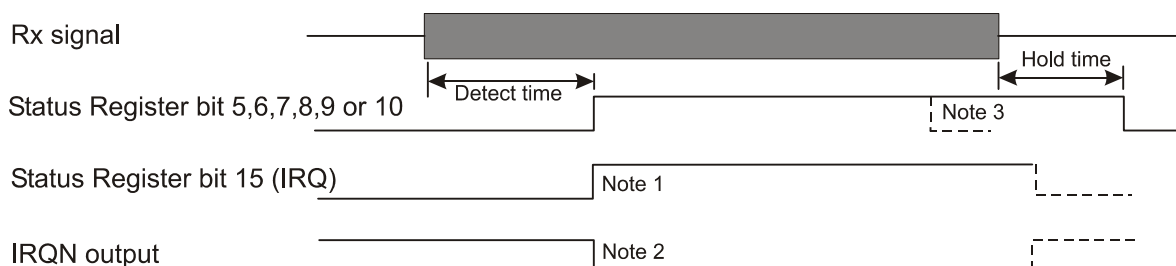 Rx signal
Hold time
Detect time
Status Register bit 5,6,7,8,9 or 10
Note 3
Status Register bit 15 (IRQ)
Note 1
IRQN output
Note 2